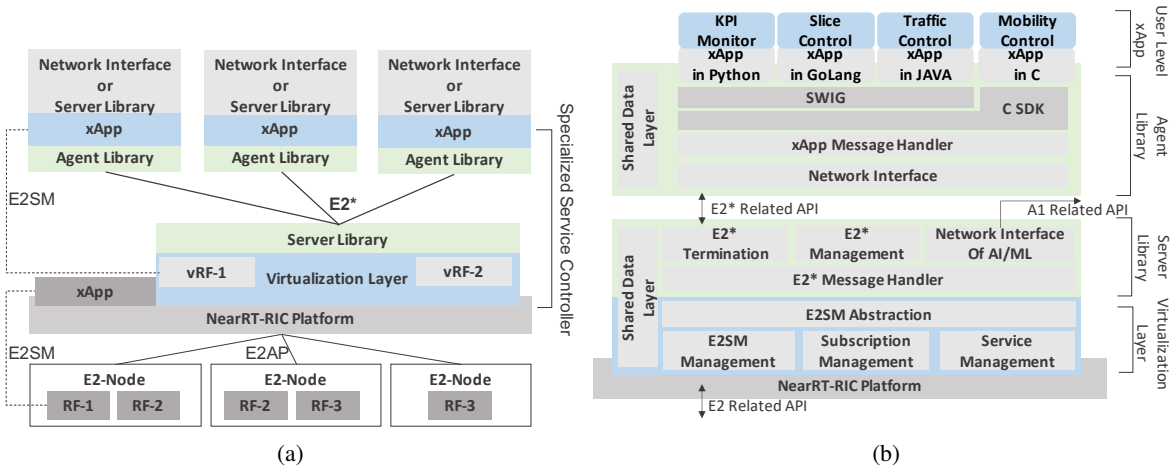 Network Interface
or
Server Library
xApp
Agent Library
Network Interface
or
Server Library
xApp
Agent Library
Network Interface
or
Server Library
xApp
Agent Library
E2SM
E2*
Server Library
vRF-1
Virtualization Layer
vRF-2
xApp
NearRT-RIC Platform
E2SM
E2AP
E2-Node
RF-1
RF-2
E2-Node
RF-2
RF-3
E2-Node
RF-3
Specialized Service Controller
(a)
KPI
Monitor
xApp
in Python
Slice
Control
xApp
in GoLang
Traffic
Control
xApp
in JAVA
Mobility
Control
xApp
in C
User Level
xApp
Shared Data
Layer
SWIG
C SDK
xApp Message Handler
Network Interface
Agent
Library
E2* Related API
A1 Related API
Shared Data
Layer
E2*
Termination
E2*
Management
Network Interface
Of AI/ML
E2* Message Handler
Server
Library
E2SM Abstraction
E2SM
Management
Subscription
Management
Service
Management
Virtualization
Layer
NearRT-RIC Platform
E2 Related API
(b)